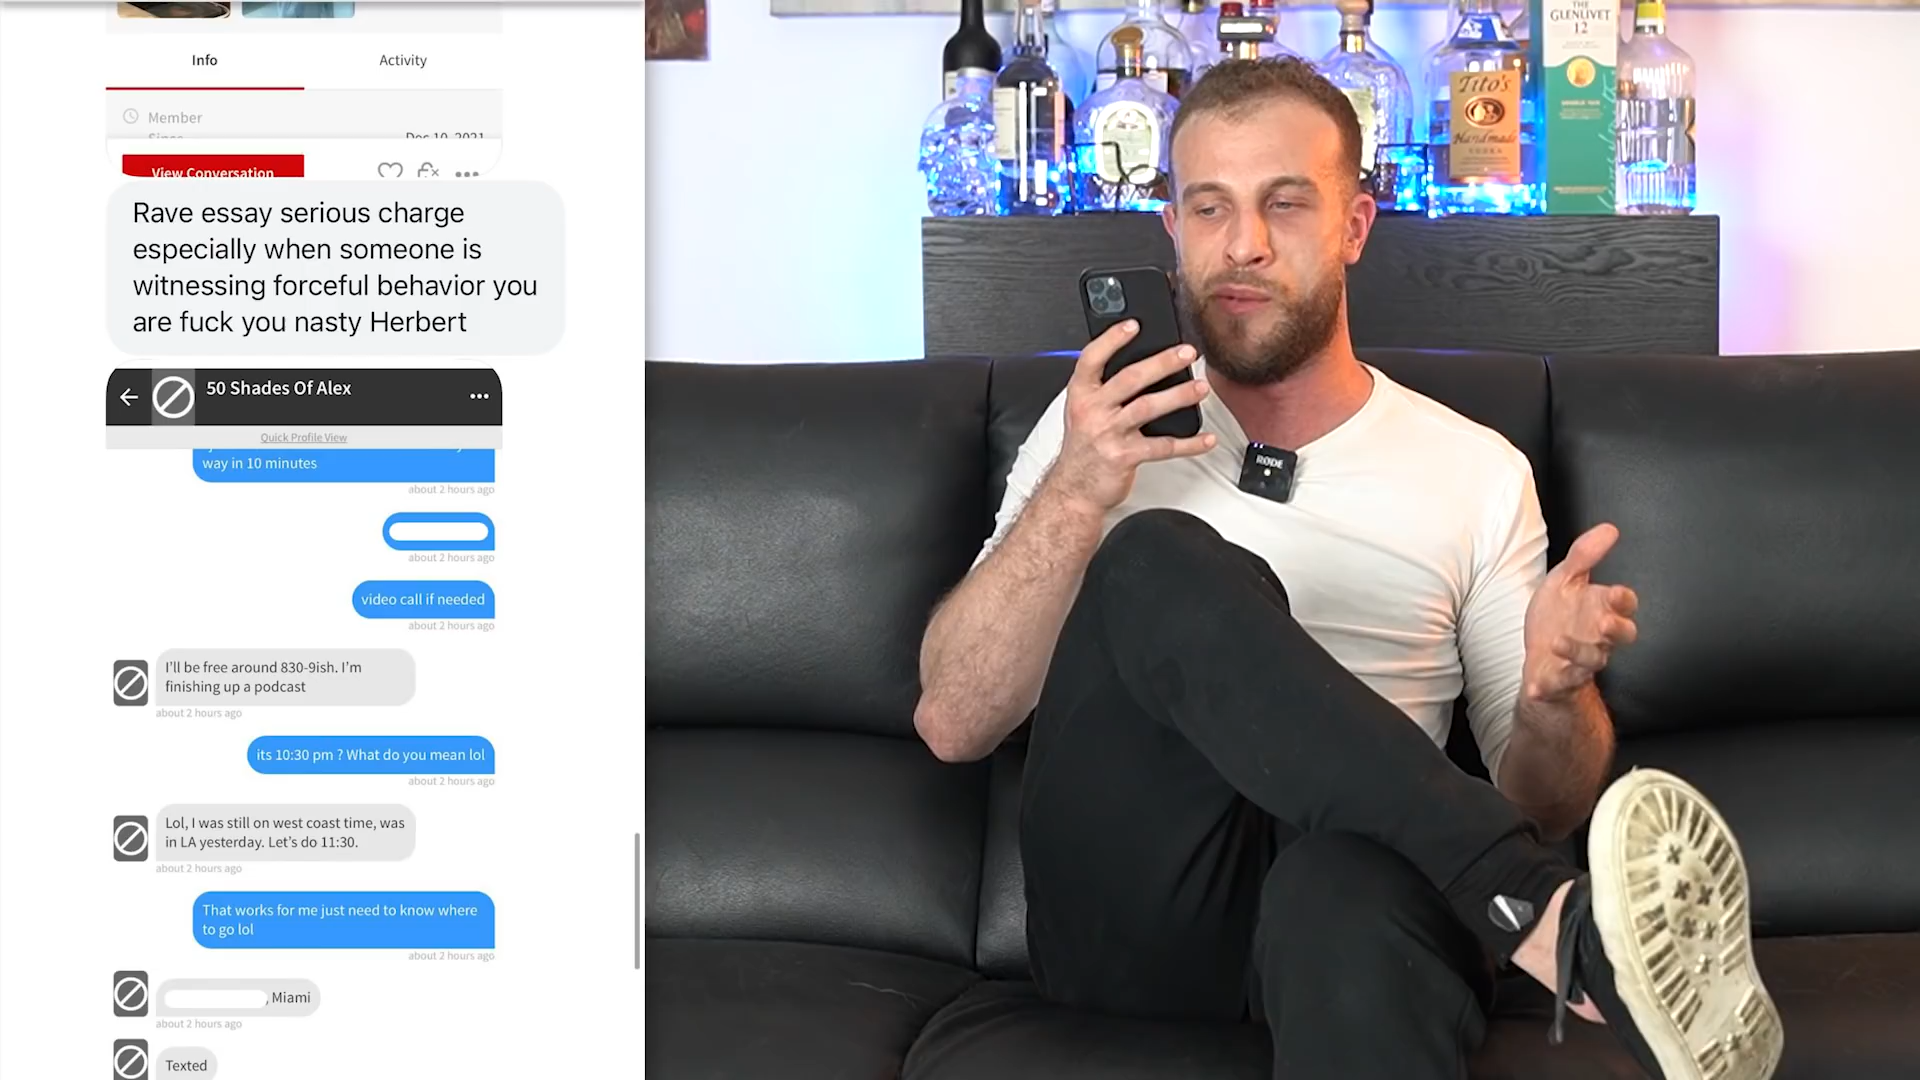 Info
Activity
Member
Since
Dec 10, 2021
View Conversation
Rave essay serious charge
especially when someone is
witnessing forceful behavior you
are fuck you nasty Herbert
50 Shades Of Alex
Quick Profile View
way in 10 minutes
about 2 hours ago
about 2 hours ago
video call if needed
about 2 hours ago
I'll be free around 830-9ish. I'm
finishing up a podcast
about 2 hours ago
its 10:30 pm ? What do you mean lol
about 2 hours ago
Lol, I was still on west coast time, was
in LA yesterday. Let's do 11:30.
about 2 hours ago
That works for me just need to know where
to go lol
about 2 hours ago
, Miami
about 2 hours ago
Texted
THE
GLENLIVET
12
Tito's
Handmade
VODKA
RØDE